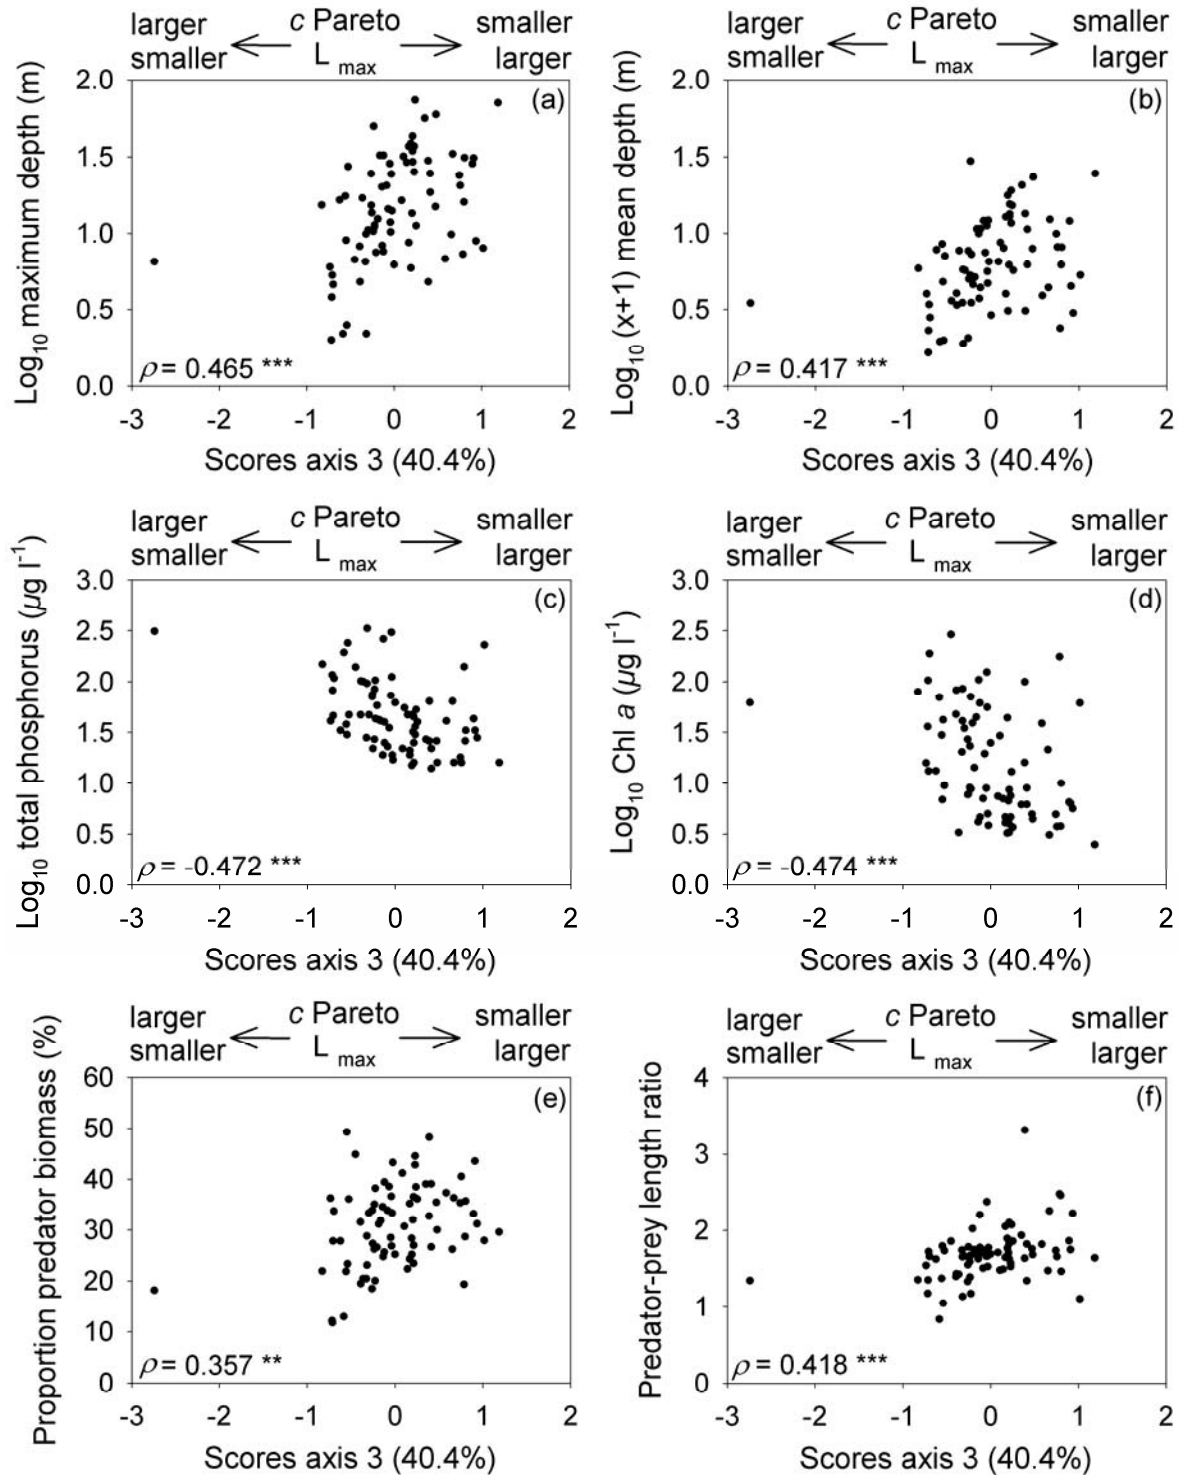 larger c Pareto smaller
smaller L max larger
larger c Pareto smaller
smaller L max larger
Log10 maximum depth (m)
2.0
1.5
1.0
0.5
0.0
(a)
ρ = 0.465 ***
-3 -2 -1 0 1 2
Scores axis 3 (40.4%)
Log10 (x+1) mean depth (m)
2.0
1.5
1.0
0.5
0.0
(b)
ρ = 0.417 ***
-3 -2 -1 0 1 2
Scores axis 3 (40.4%)
larger c Pareto smaller
smaller L max larger
larger c Pareto smaller
smaller L max larger
Log10 total phosphorus (µg l-1)
3.0
2.5
2.0
1.5
1.0
0.5
0.0
(c)
ρ = -0.472 ***
-3 -2 -1 0 1 2
Scores axis 3 (40.4%)
Log10 Chl a (µg l-1)
3.0
2.5
2.0
1.5
1.0
0.5
0.0
(d)
ρ = -0.474 ***
-3 -2 -1 0 1 2
Scores axis 3 (40.4%)
larger c Pareto smaller
smaller L max larger
larger c Pareto smaller
smaller L max larger
Proportion predator biomass (%)
60
50
40
30
20
10
0
(e)
ρ = 0.357 **
-3 -2 -1 0 1 2
Scores axis 3 (40.4%)
Predator-prey length ratio
4
3
2
1
0
(f)
ρ = 0.418 ***
-3 -2 -1 0 1 2
Scores axis 3 (40.4%)